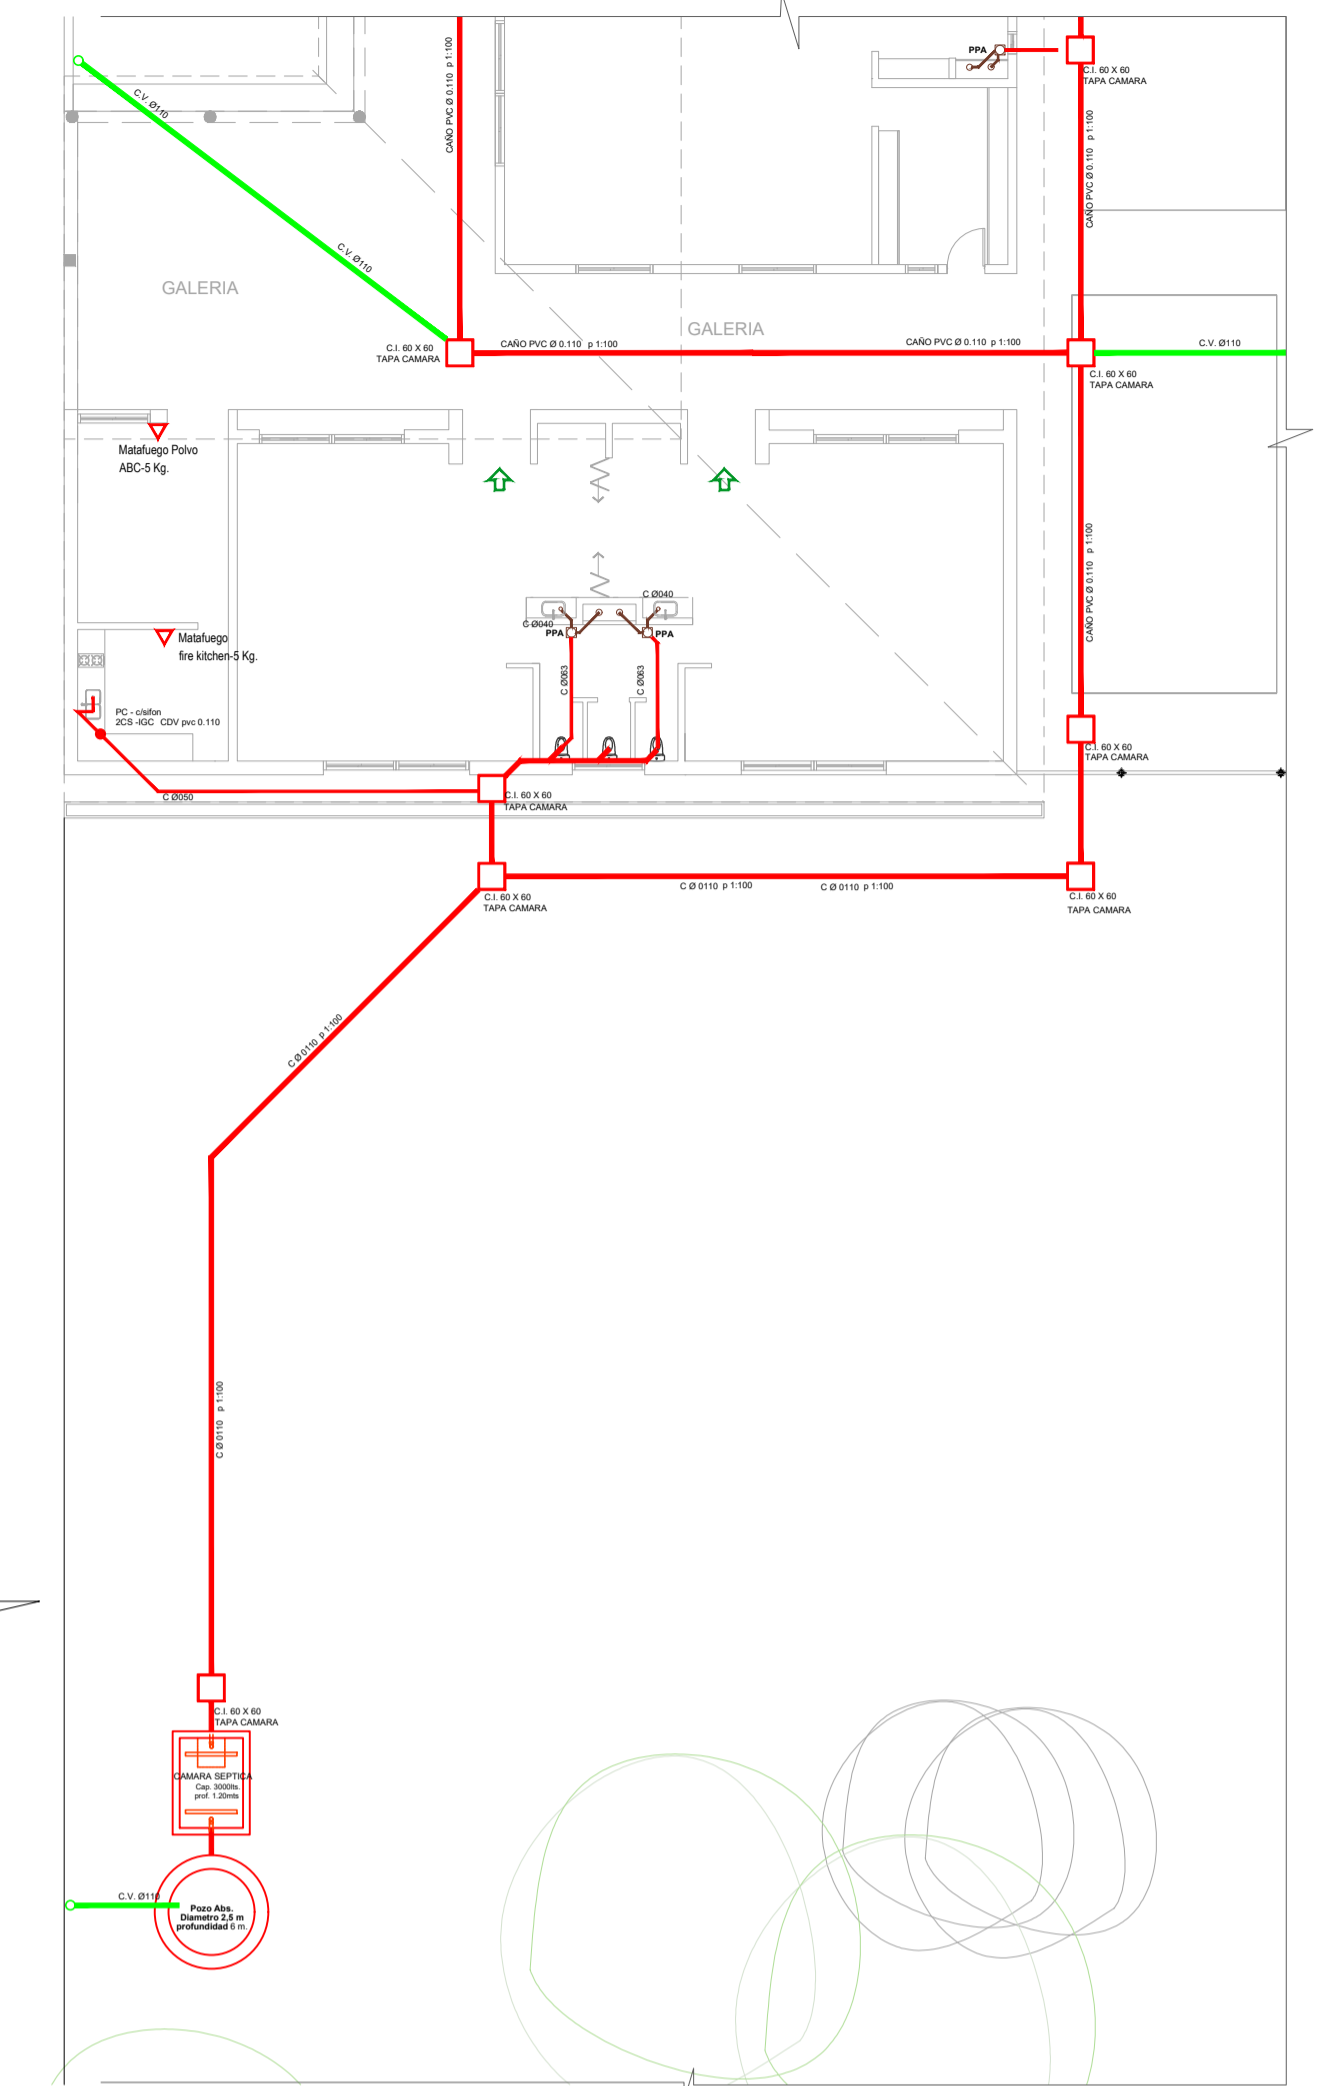 CAÑO PVC Ø 0.110  p 1:100
PPA
C.I. 60 X 60
TAPA CAMARA
C.V. Ø110
CAÑO PVC Ø 0.110  p 1:100
C.V. Ø110
GALERIA
GALERIA
C.I. 60 X 60
TAPA CAMARA
CAÑO PVC Ø 0.110  p 1:100
CAÑO PVC Ø 0.110  p 1:100
C.V. Ø110
C.I. 60 X 60
TAPA CAMARA
Matafuego Polvo
ABC-5 Kg.
CAÑO PVC Ø 0.110  p 1:100
C Ø040
C Ø040
PPA
PPA
Matafuego
fire kitchen-5 Kg.
C Ø063
C Ø063
PC - c/sifon
2CS -IGC  CDV pvc 0.110
C.I. 60 X 60
TAPA CAMARA
C Ø050
C.I. 60 X 60
TAPA CAMARA
C Ø 0110  p 1:100
C Ø 0110  p 1:100
C.I. 60 X 60
TAPA CAMARA
C.I. 60 X 60
TAPA CAMARA
C Ø 0110  p 1:100
C Ø 0110  p 1:100
C.I. 60 X 60
TAPA CAMARA
CAMARA SEPTICA
Cap. 3000lts.
prof. 1.20mts
C.V. Ø110
Pozo Abs.
Diametro 2,5 m
profundidad 6 m.